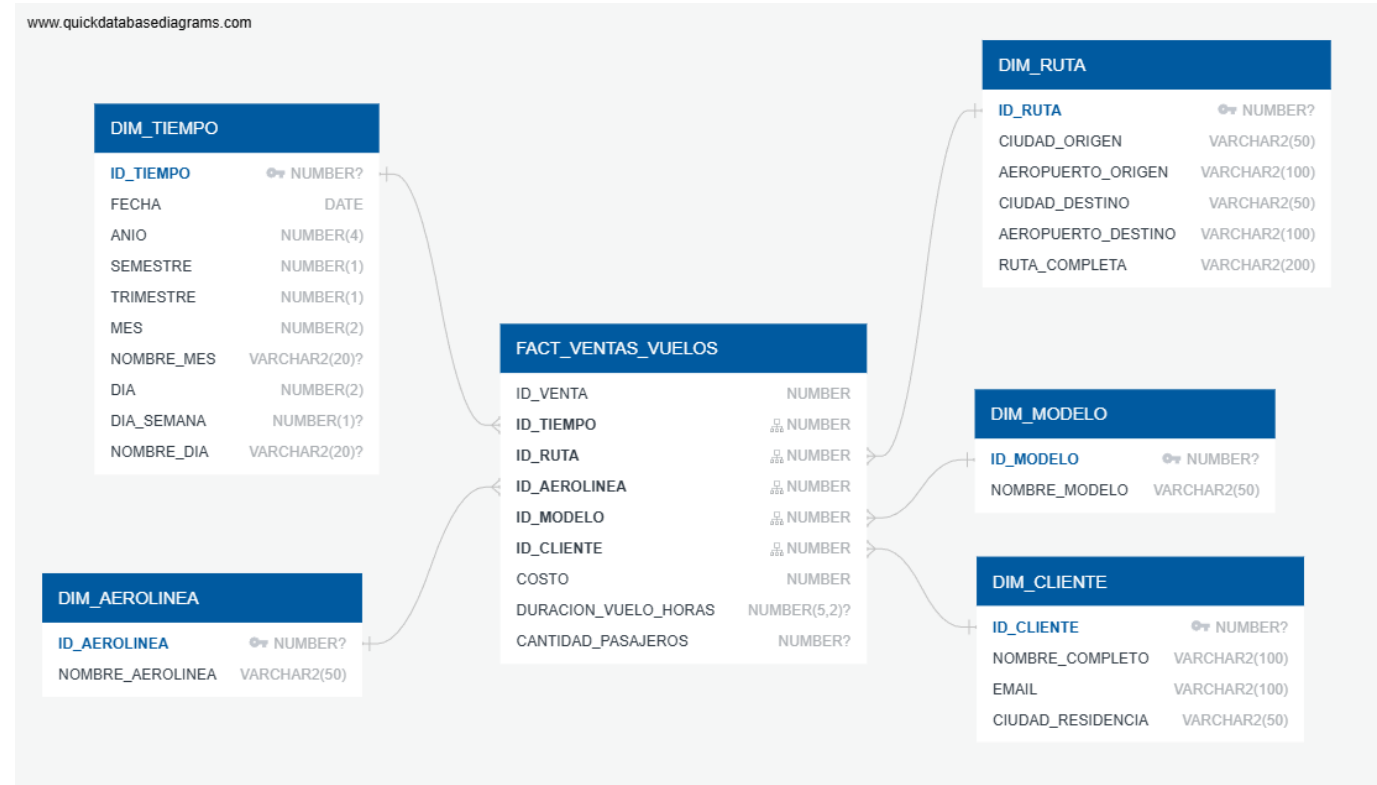 www.quickdatabasediagrams.com
DIM_TIEMPO
ID_TIEMPO NUMBER?
FECHA DATE
ANIO NUMBER(4)
SEMESTRE NUMBER(1)
TRIMESTRE NUMBER(1)
MES NUMBER(2)
NOMBRE_MES VARCHAR2(20)?
DIA NUMBER(2)
DIA_SEMANA NUMBER(1)?
NOMBRE_DIA VARCHAR2(20)?
DIM_AEROLINEA
ID_AEROLINEA NUMBER?
NOMBRE_AEROLINEA VARCHAR2(50)
FACT_VENTAS_VUELOS
ID_VENTA NUMBER
ID_TIEMPO NUMBER
ID_RUTA NUMBER
ID_AEROLINEA NUMBER
ID_MODELO NUMBER
ID_CLIENTE NUMBER
COSTO NUMBER
DURACION_VUELO_HORAS NUMBER(5,2)?
CANTIDAD_PASAJEROS NUMBER?
DIM_RUTA
ID_RUTA NUMBER?
CIUDAD_ORIGEN VARCHAR2(50)
AEROPUERTO_ORIGEN VARCHAR2(100)
CIUDAD_DESTINO VARCHAR2(50)
AEROPUERTO_DESTINO VARCHAR2(100)
RUTA_COMPLETA VARCHAR2(200)
DIM_MODELO
ID_MODELO NUMBER?
NOMBRE_MODELO VARCHAR2(50)
DIM_CLIENTE
ID_CLIENTE NUMBER?
NOMBRE_COMPLETO VARCHAR2(100)
EMAIL VARCHAR2(100)
CIUDAD_RESIDENCIA VARCHAR2(50)